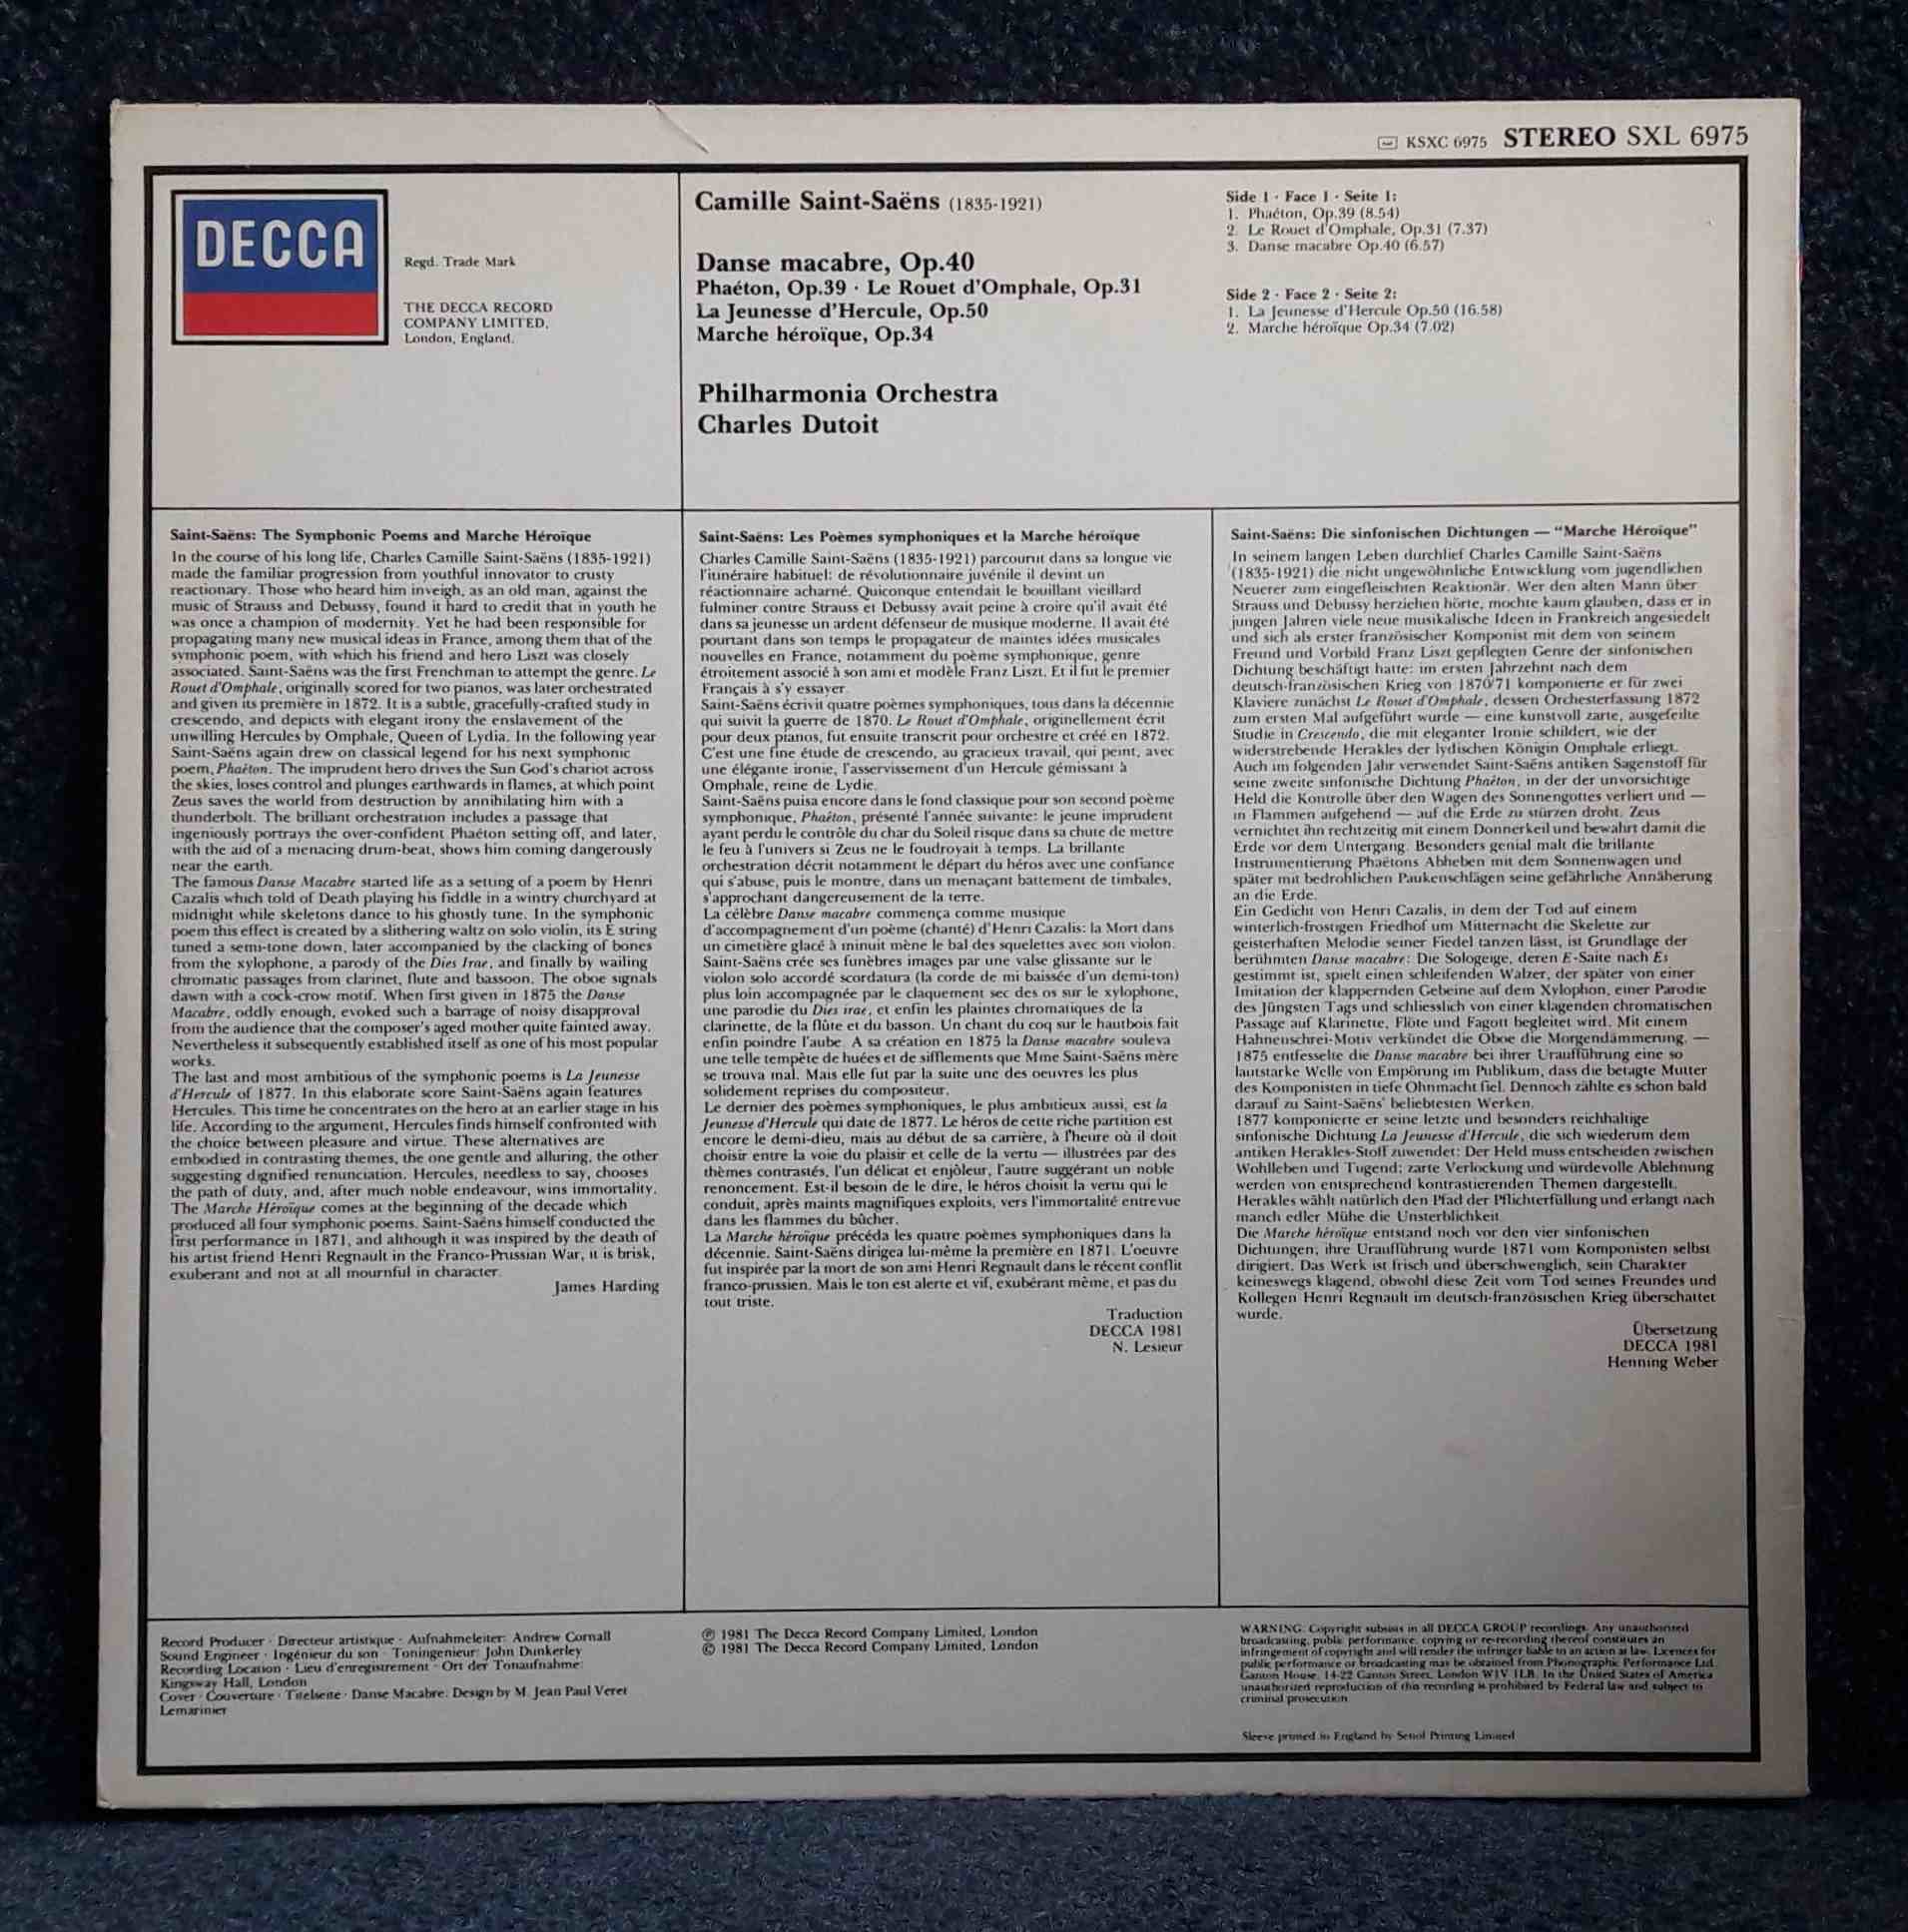 KSXC 6975 STEREO SXL 6975
DECCA
Regd. Trade Mark
THE DECCA RECORD
COMPANY LIMITED,
London, England.
Camille Saint-Saëns (1835-1921)
Danse macabre, Op.40
Phaéton, Op.39 · Le Rouet d'Omphale, Op.31
La Jeunesse d'Hercule, Op.50
Marche héroïque, Op.34
Philharmonia Orchestra
Charles Dutoit
Side 1 · Face 1 · Seite 1:
1. Phaéton, Op.39 (8.54)
2. Le Rouet d'Omphale, Op.31 (7.37)
3. Danse macabre Op.40 (6.57)
Side 2 · Face 2 · Seite 2:
1. La Jeunesse d'Hercule Op.50 (16.58)
2. Marche héroïque Op.34 (7.02)
Saint-Saëns: The Symphonic Poems and Marche Héroïque
In the course of his long life, Charles Camille Saint-Saëns (1835-1921)
made the familiar progression from youthful innovator to crusty
reactionary. Those who heard him inveigh, as an old man, against the
music of Strauss and Debussy, found it hard to credit that in youth he
was once a champion of modernity. Yet he had been responsible for
propagating many new musical ideas in France, among them that of the
symphonic poem, with which his friend and hero Liszt was closely
associated. Saint-Saëns was the first Frenchman to attempt the genre. Le
Rouet d'Omphale, originally scored for two pianos, was later orchestrated
and given its première in 1872. It is a subtle, gracefully-crafted study in
crescendo, and depicts with elegant irony the enslavement of the
unwilling Hercules by Omphale, Queen of Lydia. In the following year
Saint-Saëns again drew on classical legend for his next symphonic
poem, Phaëton. The imprudent hero drives the Sun God's chariot across
the skies, loses control and plunges earthwards in flames, at which point
Zeus saves the world from destruction by annihilating him with a
thunderbolt. The brilliant orchestration includes a passage that
ingeniously portrays the over-confident Phaéton setting off, and later,
with the aid of a menacing drum-beat, shows him coming dangerously
near the earth.
The famous Danse Macabre started life as a setting of a poem by Henri
Cazalis which told of Death playing his fiddle in a wintry churchyard at
midnight while skeletons dance to his ghostly tune. In the symphonic
poem this effect is created by a slithering waltz on solo violin, its E string
tuned a semi-tone down, later accompanied by the clacking of bones
from the xylophone, a parody of the Dies Irae, and finally by wailing
chromatic passages from clarinet, flute and bassoon. The oboe signals
dawn with a cock-crow motif. When first given in 1875 the Danse
Macabre, oddly enough, evoked such a barrage of noisy disapproval
from the audience that the composer's aged mother quite fainted away.
Nevertheless it subsequently established itself as one of his most popular
works.
The last and most ambitious of the symphonic poems is La Jeunesse
d'Hercule of 1877. In this elaborate score Saint-Saëns again features
Hercules. This time he concentrates on the hero at an earlier stage in his
life. According to the argument, Hercules finds himself confronted with
the choice between pleasure and virtue. These alternatives are
embodied in contrasting themes, the one gentle and alluring, the other
suggesting dignified renunciation. Hercules, needless to say, chooses
the path of duty, and, after much noble endeavour, wins immortality.
The Marche Héroïque comes at the beginning of the decade which
produced all four symphonic poems. Saint-Saëns himself conducted the
first performance in 1871, and although it was inspired by the death of
his artist friend Henri Regnault in the Franco-Prussian War, it is brisk,
exuberant and not at all mournful in character.
James Harding
Saint-Saëns: Les Poèmes symphoniques et la Marche héroïque
Charles Camille Saint-Saëns (1835-1921) parcourut dans sa longue vie
l'itinéraire habituel: de révolutionnaire juvénile il devint un
réactionnaire acharné. Quiconque entendait le bouillant vieillard
fulminer contre Strauss et Debussy avait peine à croire qu'il avait été
dans sa jeunesse un ardent défenseur de musique moderne. Il avait été
pourtant dans son temps le propagateur de maintes idées musicales
nouvelles en France, notamment du poème symphonique, genre
étroitement associé à son ami et modèle Franz Liszt. Et il fut le premier
Français à s'y essayer.
Saint-Saëns écrivit quatre poèmes symphoniques, tous dans la décennie
qui suivit la guerre de 1870. Le Rouet d'Omphale, originellement écrit
pour deux pianos, fut ensuite transcrit pour orchestre et créé en 1872.
C'est une fine étude de crescendo, au gracieux travail, qui peint, avec
une élégante ironie, l'asservissement d'un Hercule gémissant à
Omphale, reine de Lydie.
Saint-Saëns puisa encore dans le fond classique pour son second poème
symphonique, Phaéton, présenté l'année suivante: le jeune imprudent
ayant perdu le contrôle du char du Soleil risque dans sa chute de mettre
le feu à l'univers si Zeus ne le foudroyait à temps. La brillante
orchestration décrit notamment le départ du héros avec une confiance
qui s'abuse, puis le montre, dans un menaçant battement de timbales,
s'approchant dangereusement de la terre.
La célèbre Danse macabre commença comme musique
d'accompagnement d'un poème (chanté) d'Henri Cazalis: la Mort dans
un cimetière glacé à minuit mène le bal des squelettes avec son violon.
Saint-Saëns crée ses funèbres images par une valse glissante sur le
violon solo accordé scordatura (la corde de mi baissée d'un demi-ton)
plus loin accompagnée par le claquement sec des os sur le xylophone,
une parodie du Dies irae, et enfin les plaintes chromatiques de la
clarinette, de la flûte et du basson. Un chant du coq sur le hautbois fait
enfin poindre l'aube. A sa création en 1875 la Danse macabre souleva
une telle tempête de huées et de sifflements que Mme Saint-Saëns mère
se trouva mal. Mais elle fut par la suite une des oeuvres les plus
solidement reprises du compositeur.
Le dernier des poèmes symphoniques, le plus ambitieux aussi, est la
Jeunesse d'Hercule qui date de 1877. Le héros de cette riche partition est
encore le demi-dieu, mais au début de sa carrière, à l'heure où il doit
choisir entre la voie du plaisir et celle de la vertu — illustrées par des
thèmes contrastés, l'un délicat et enjôleur, l'autre suggérant un noble
renoncement. Est-il besoin de le dire, le héros choisit la vertu qui le
conduit, après maints magnifiques exploits, vers l'immortalité entrevue
dans les flammes du bûcher.
La Marche héroïque précéda les quatre poèmes symphoniques dans la
décennie. Saint-Saëns dirigea lui-même la première en 1871. L'oeuvre
fut inspirée par la mort de son ami Henri Regnault dans le récent conflit
franco-prussien. Mais le ton est alerte et vif, exubérant même, et pas du
tout triste.
Traduction
DECCA 1981
N. Lesieur
Saint-Saëns: Die sinfonischen Dichtungen — “Marche Héroïque”
In seinem langen Leben durchlief Charles Camille Saint-Saëns
(1835-1921) die nicht ungewöhnliche Entwicklung vom jugendlichen
Neuerer zum eingefleischten Reaktionär. Wer den alten Mann über
Strauss und Debussy herziehen hörte, mochte kaum glauben, dass er in
jungen Jahren viele neue musikalische Ideen in Frankreich angesiedelt
und sich als erster französischer Komponist mit dem von seinem
Freund und Vorbild Franz Liszt gepflegten Genre der sinfonischen
Dichtung beschäftigt hatte: im ersten Jahrzehnt nach dem
deutsch-französischen Krieg von 1870/71 komponierte er für zwei
Klaviere zunächst Le Rouet d'Omphale, dessen Orchesterfassung 1872
zum ersten Mal aufgeführt wurde — eine kunstvoll zarte, ausgefeilte
Studie in Crescendo, die mit eleganter Ironie schildert, wie der
widerstrebende Herakles der lydischen Königin Omphale erliegt.
Auch im folgenden Jahr verwendet Saint-Saëns antiken Sagenstoff für
seine zweite sinfonische Dichtung Phaéton, in der der unvorsichtige
Held die Kontrolle über den Wagen des Sonnengottes verliert und —
in Flammen aufgehend — auf die Erde zu stürzen droht. Zeus
vernichtet ihn rechtzeitig mit einem Donnerkeil und bewahrt damit die
Erde vor dem Untergang. Besonders genial malt die brillante
Instrumentierung Phaétons Abheben mit dem Sonnenwagen und
später mit bedrohlichen Paukenschlägen seine gefährliche Annäherung
an die Erde.
Ein Gedicht von Henri Cazalis, in dem der Tod auf einem
winterlich-frostigen Friedhof um Mitternacht die Skelette zur
geisterhaften Melodie seiner Fiedel tanzen lässt, ist Grundlage der
berühmten Danse macabre: Die Sologeige, deren E-Saite nach Es
gestimmt ist, spielt einen schleifenden Walzer, der später von einer
Imitation der klappernden Gebeine auf dem Xylophon, einer Parodie
des Jüngsten Tags und schliesslich von einer klagenden chromatischen
Passage auf Klarinette, Flöte und Fagott begleitet wird. Mit einem
Hahnenschrei-Motiv verkündet die Oboe die Morgendämmerung. —
1875 entfesselte die Danse macabre bei ihrer Uraufführung eine so
lautstarke Welle von Empörung im Publikum, dass die betagte Mutter
des Komponisten in tiefe Ohnmacht fiel. Dennoch zählte es schon bald
darauf zu Saint-Saëns' beliebtesten Werken.
1877 komponierte er seine letzte und besonders reichhaltige
sinfonische Dichtung La Jeunesse d'Hercule, die sich wiederum dem
antiken Herakles-Stoff zuwendet: Der Held muss entscheiden zwischen
Wohlleben und Tugend; zarte Verlockung und würdevolle Ablehnung
werden von entsprechend kontrastierenden Themen dargestellt.
Herakles wählt natürlich den Pfad der Pflichterfüllung und erlangt nach
manch edler Mühe die Unsterblichkeit.
Die Marche héroïque entstand noch vor den vier sinfonischen
Dichtungen; ihre Uraufführung wurde 1871 vom Komponisten selbst
dirigiert. Das Werk ist frisch und überschwenglich, sein Charakter
keineswegs klagend, obwohl diese Zeit vom Tod seines Freundes und
Kollegen Henri Regnault im deutsch-französischen Krieg überschattet
wurde.
Übersetzung
DECCA 1981
Henning Weber
Record Producer · Directeur artistique · Aufnahmeleiter: Andrew Cornall
Sound Engineer · Ingénieur du son · Toningenieur: John Dunkerley
Recording Location · Lieu d'enregistrement · Ort der Tonaufnahme:
Kingsway Hall, London
Cover · Couverture · Titelseite · Danse Macabre: Design by M. Jean Paul Veret
Lemarinier
℗ 1981 The Decca Record Company Limited, London
© 1981 The Decca Record Company Limited, London
WARNING: Copyright subsists in all DECCA GROUP recordings. Any unauthorised
broadcasting, public performance, copying or re-recording thereof constitutes an
infringement of copyright and will render the infringer liable to an action at law. Licences for
public performance or broadcasting may be obtained from Phonographic Performance Ltd.
Ganton House, 14-22 Ganton Street, London W1V 1LB. In the United States of America
unauthorised reproduction of this recording is prohibited by Federal law and subject to
criminal prosecution.
Sleeve printed in England by Senol Printing Limited